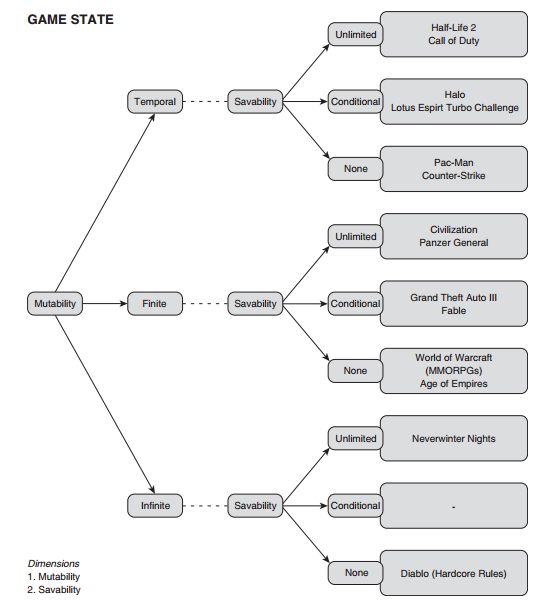 GAME STATE
Unlimited
Half-Life 2
Call of Duty
Temporal
Savability
Conditional
Halo
Lotus Espirt Turbo Challenge
None
Pac-Man
Counter-Strike
Unlimited
Civilization
Panzer General
Mutability
Finite
Savability
Conditional
Grand Theft Auto III
Fable
None
World of Warcraft
(MMORPGs)
Age of Empires
Unlimited
Neverwinter Nights
Infinite
Savability
Conditional
-
None
Diablo (Hardcore Rules)
Dimensions
1. Mutability
2. Savability